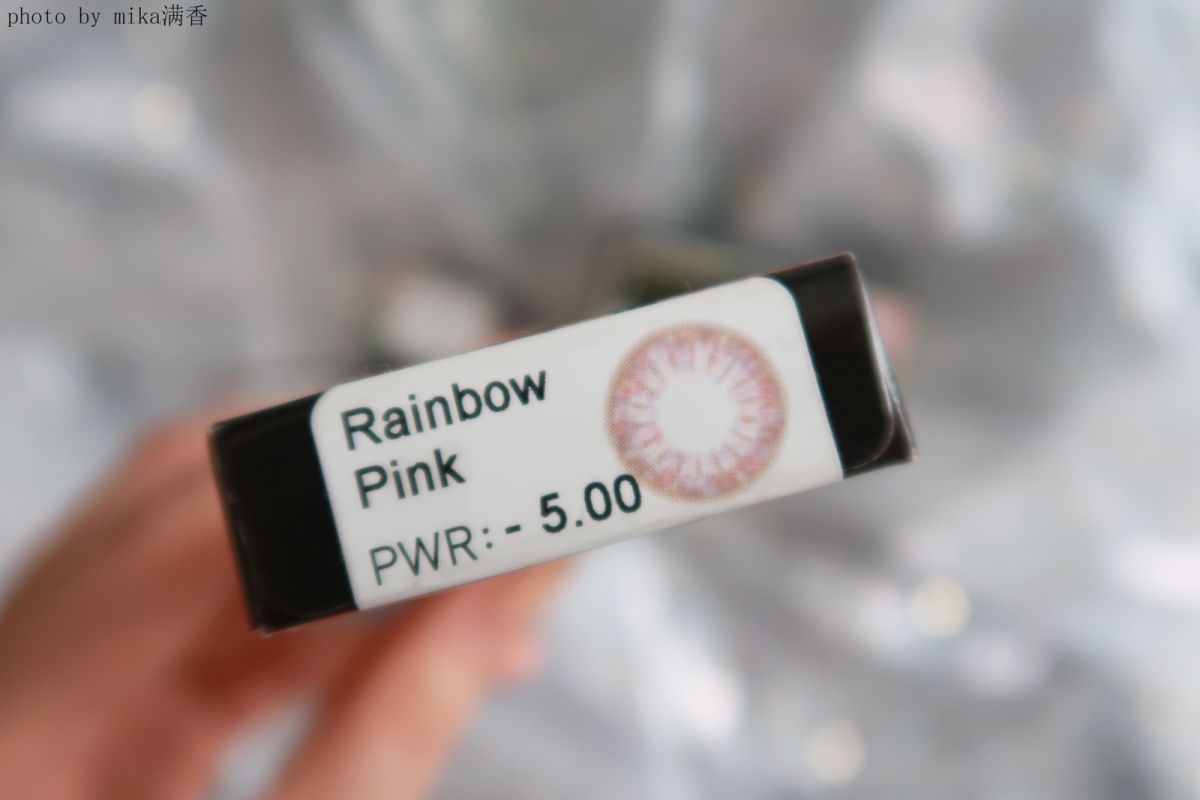 photo by mika满香
Rainbow
Pink
PWR: - 5.00